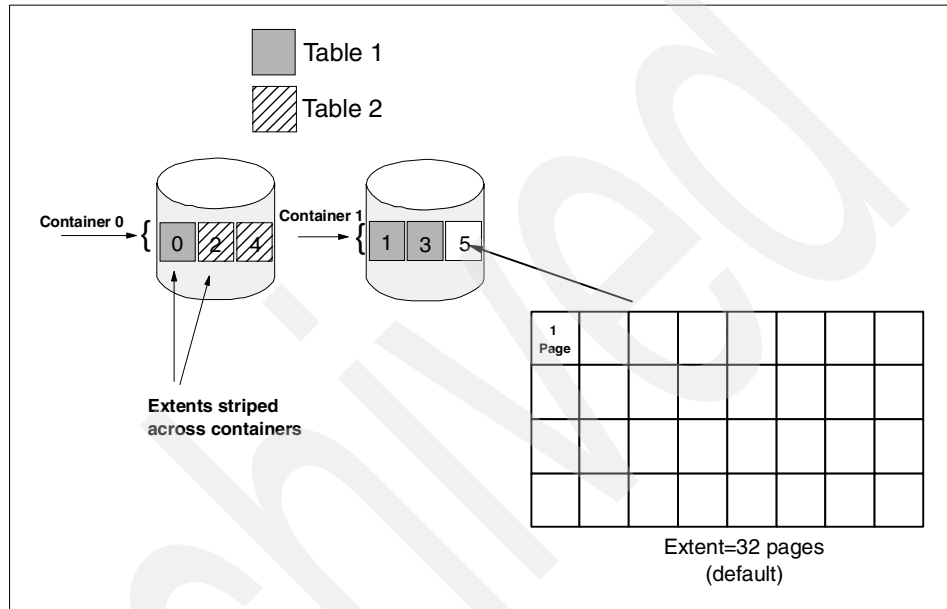 Table 1
Table 2
Container 0
{
0
2
4
Container 1
{
1
3
5
1
Page
Extents striped
across containers
Extent=32 pages
(default)